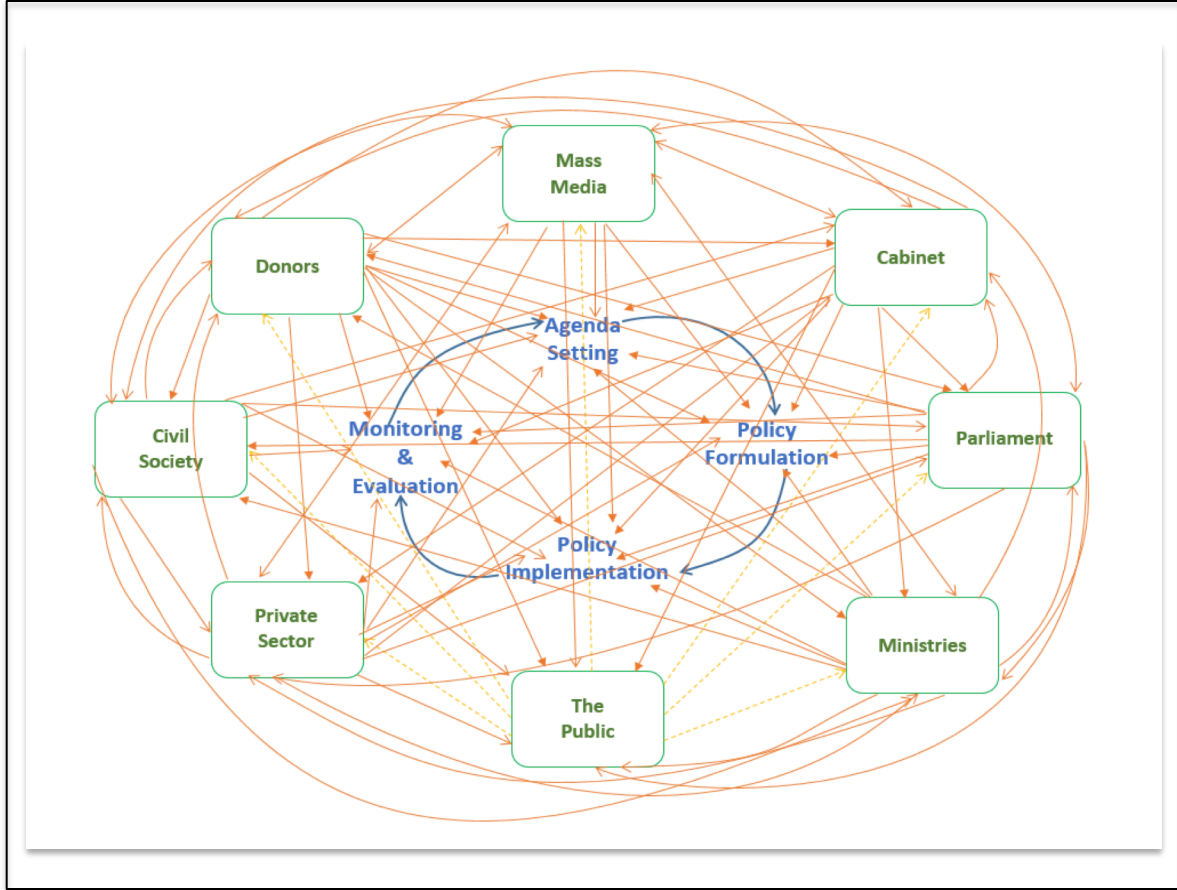 Mass
Media
Donors
Cabinet
Agenda
Setting
Civil
Society
Monitoring
&
Evaluation
Policy
Formulation
Parliament
Policy
Implementation
Private
Sector
Ministries
The
Public